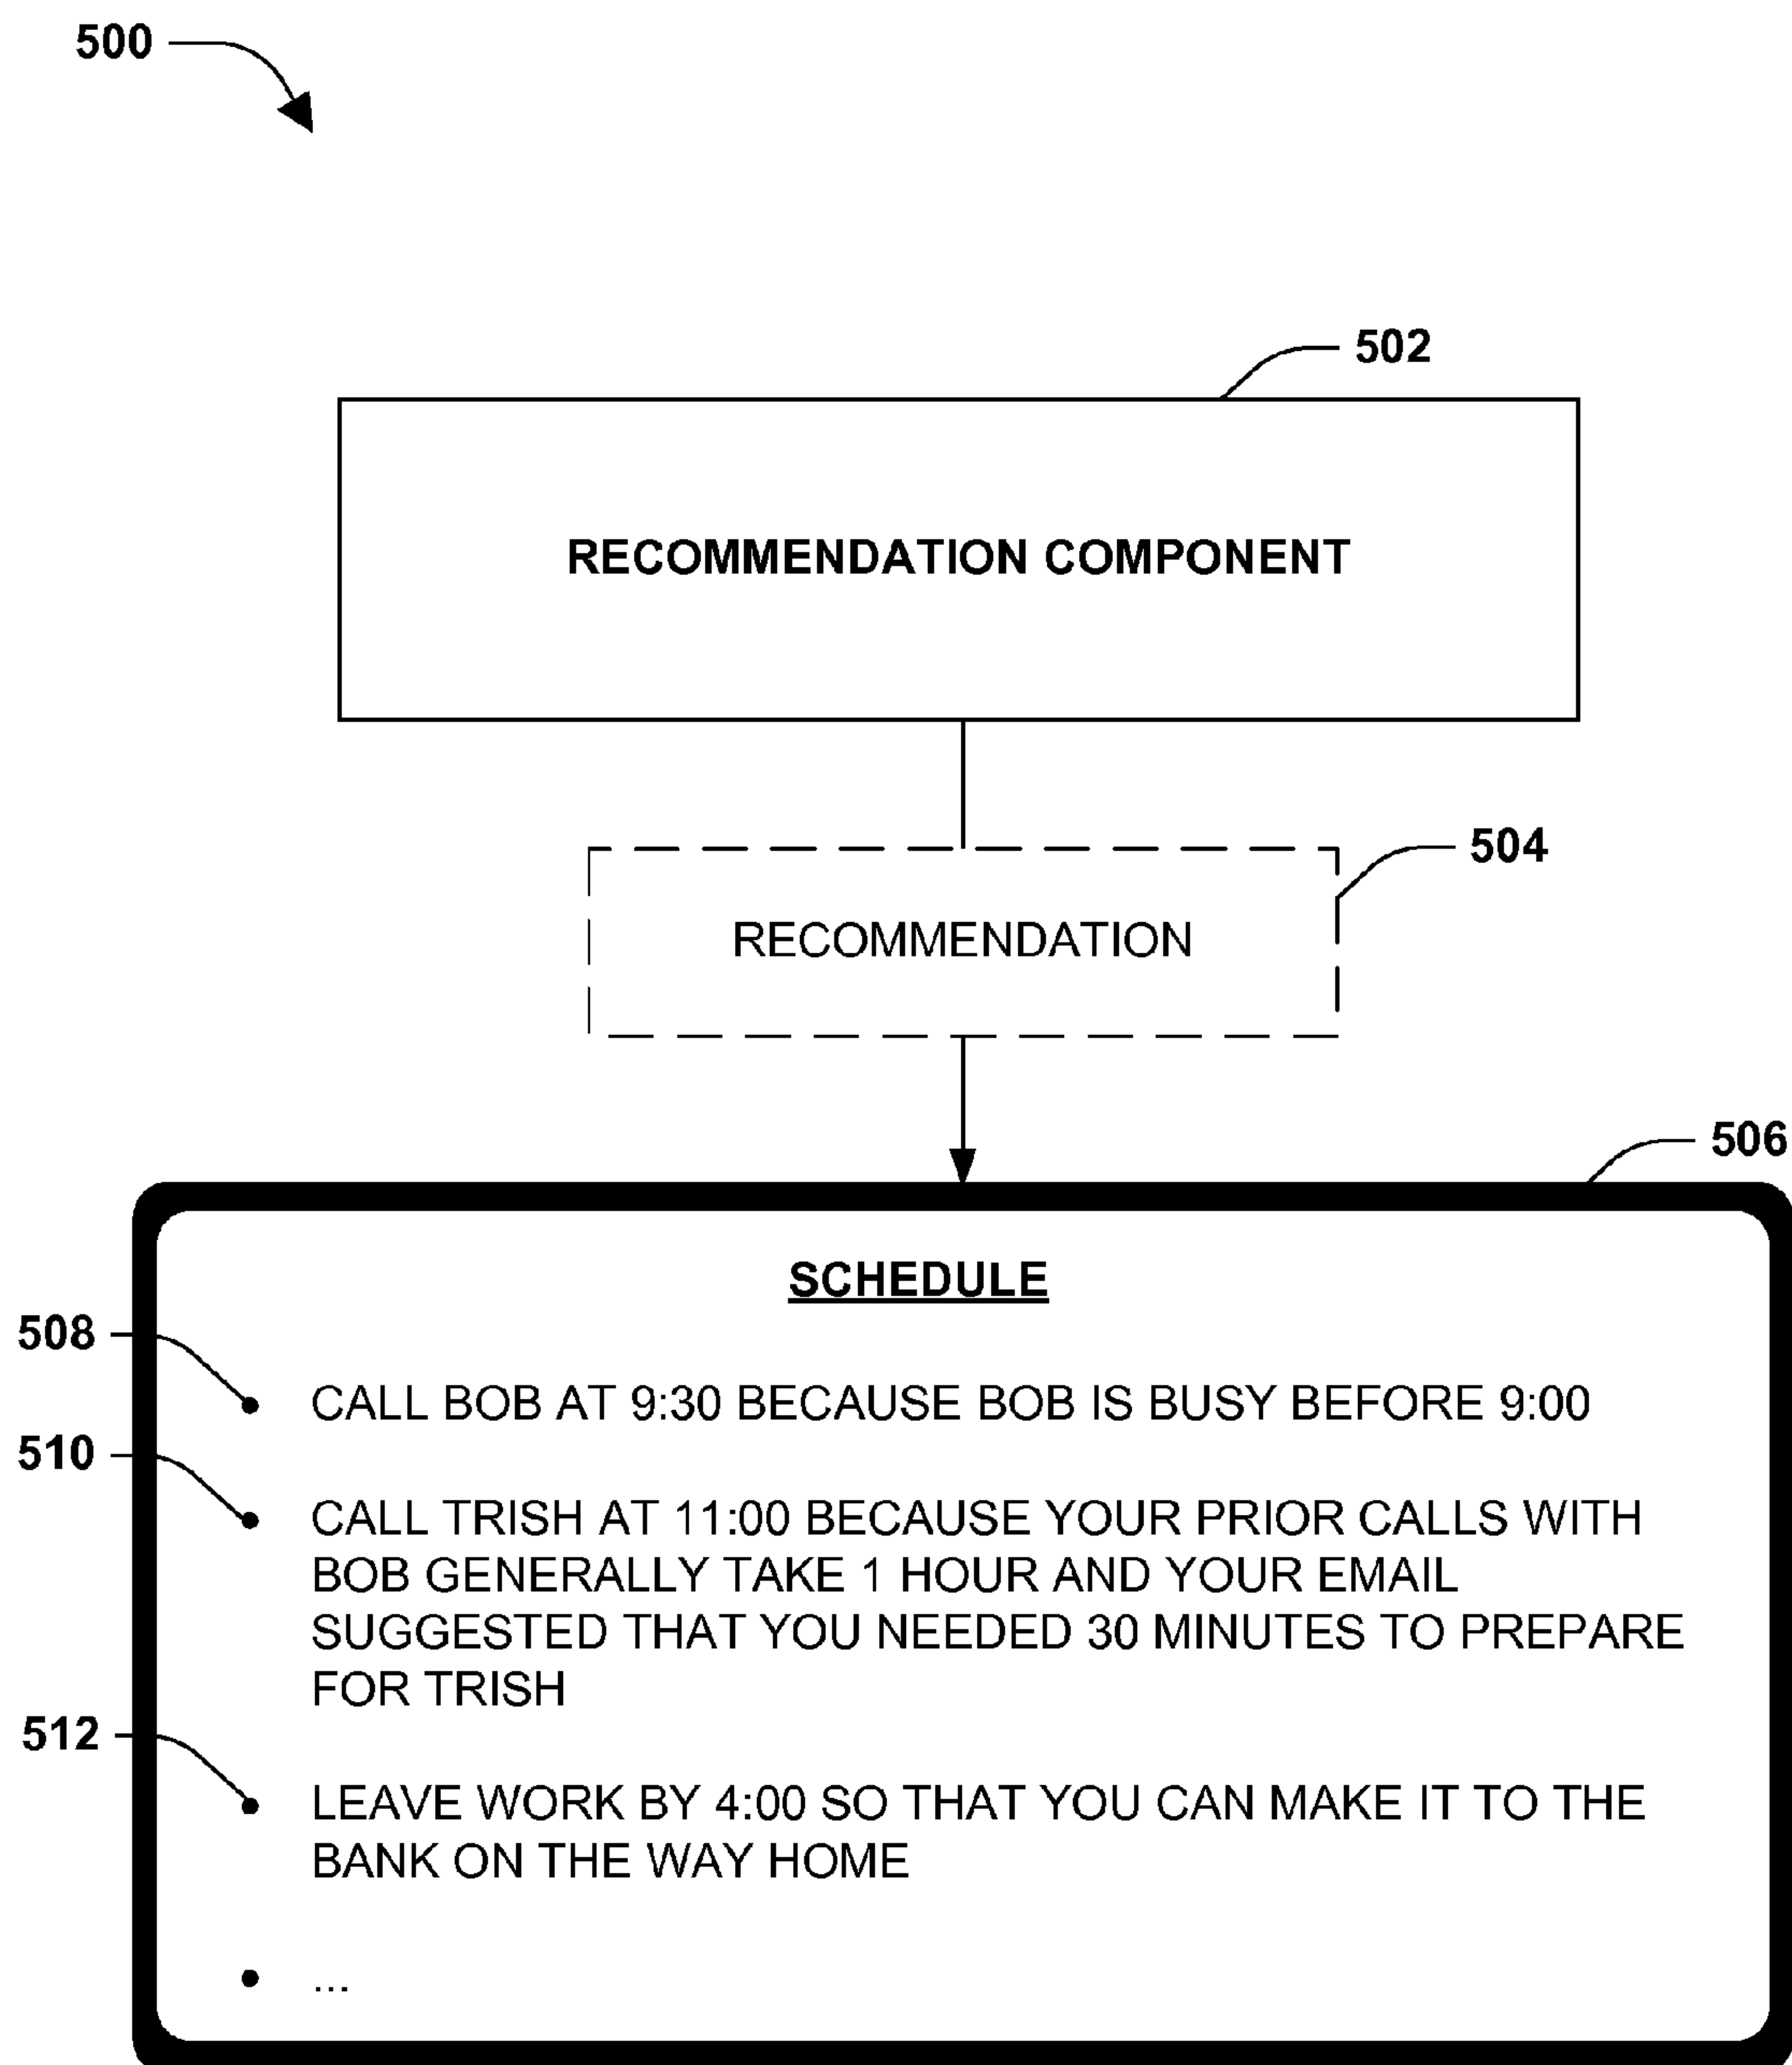 500
502
RECOMMENDATION COMPONENT
504
RECOMMENDATION
506
SCHEDULE
508
CALL BOB AT 9:30 BECAUSE BOB IS BUSY BEFORE 9:00
510
CALL TRISH AT 11:00 BECAUSE YOUR PRIOR CALLS WITH
BOB GENERALLY TAKE 1 HOUR AND YOUR EMAIL
SUGGESTED THAT YOU NEEDED 30 MINUTES TO PREPARE
FOR TRISH
512
LEAVE WORK BY 4:00 SO THAT YOU CAN MAKE IT TO THE
BANK ON THE WAY HOME
...